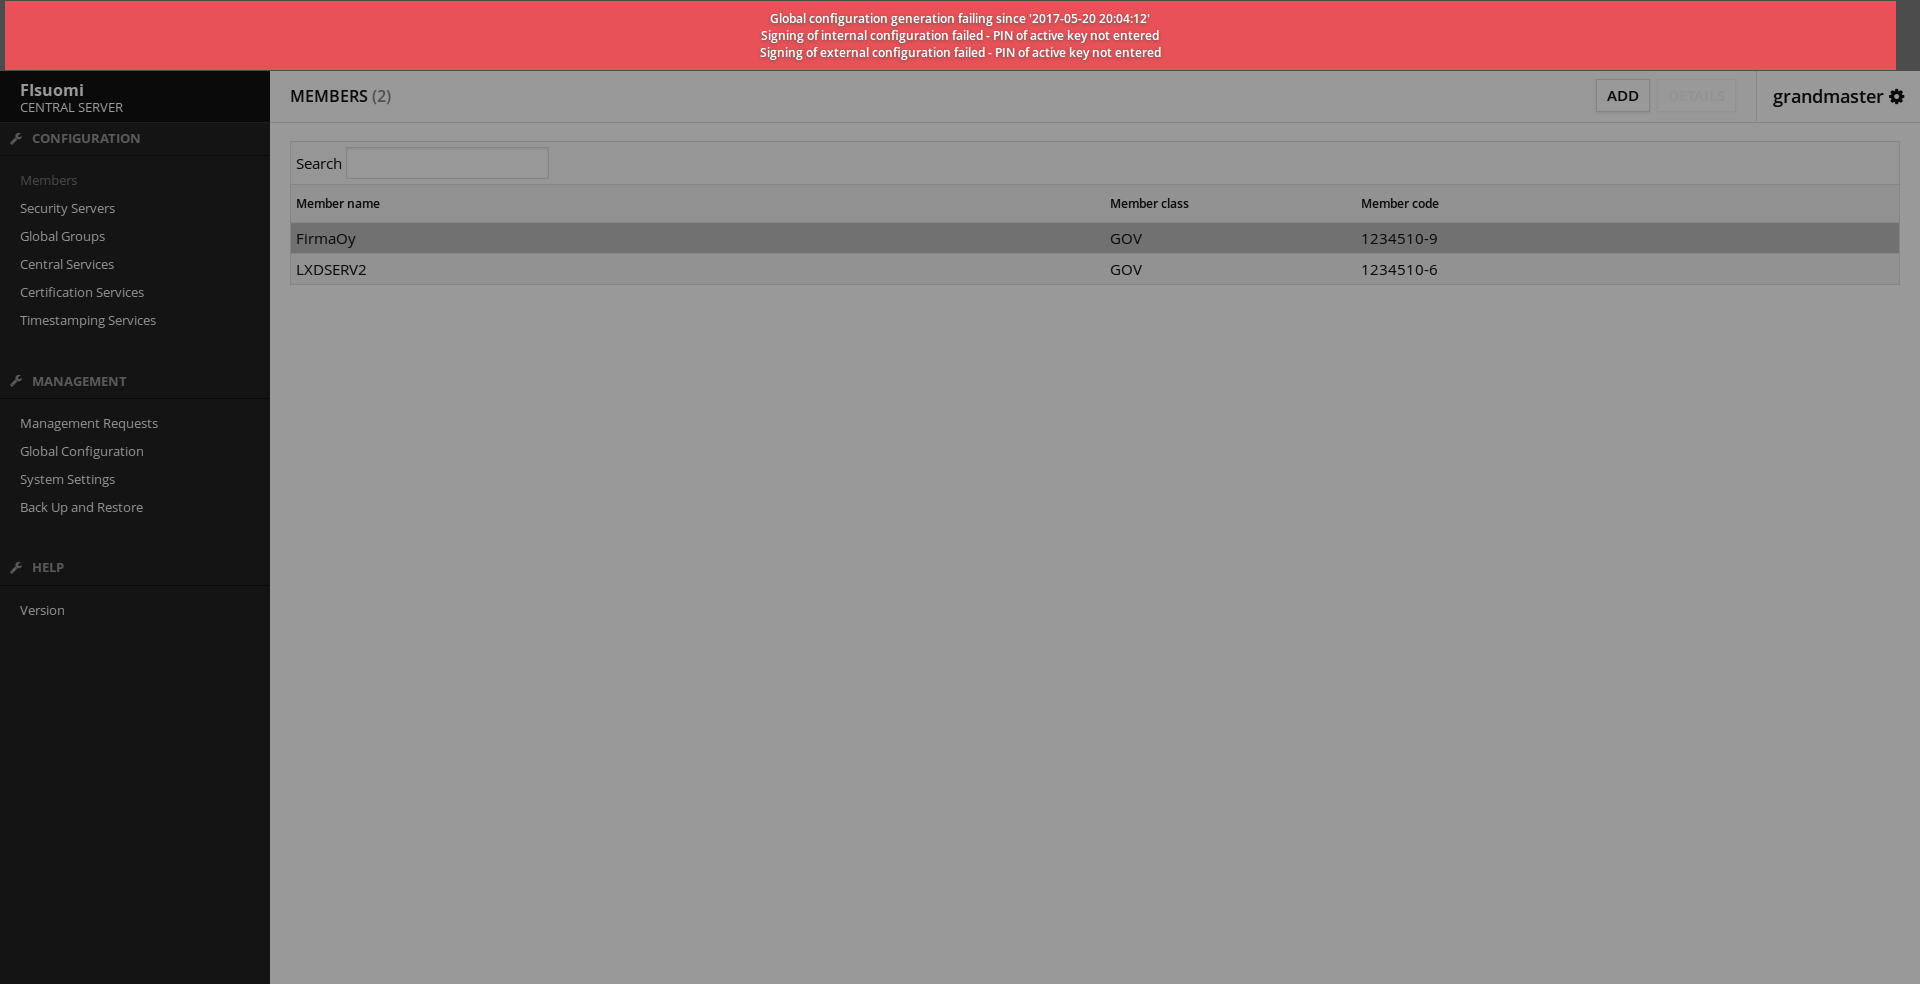 Global configuration generation failing since '2017-05-20 20:04:12'
Signing of internal configuration failed - PIN of active key not entered
Signing of external configuration failed - PIN of active key not entered
FIsuomi
CENTRAL SERVER
MEMBERS (2)
ADD
DETAILS
grandmaster
CONFIGURATION
Members
Security Servers
Global Groups
Central Services
Certification Services
Timestamping Services
MANAGEMENT
Management Requests
Global Configuration
System Settings
Back Up and Restore
HELP
Version
Search
Member name Member class Member code
FirmaOy GOV 1234510-9
LXDSERV2 GOV 1234510-6